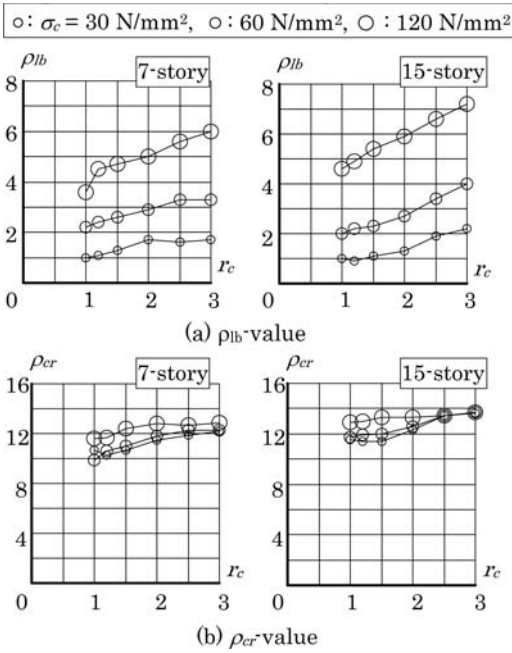 ○: σc = 30 N/mm², ○: 60 N/mm², ○: 120 N/mm²
ρlb 7-story ρlb 15-story
8 8
6 6
4 4
2 2
rc rc
0 1 2 3 0 1 2 3
(a) ρlb-value
ρcr 7-story ρcr 15-story
16 16
12 12
8 8
4 4
rc rc
0 1 2 3 0 1 2 3
(b) ρcr-value